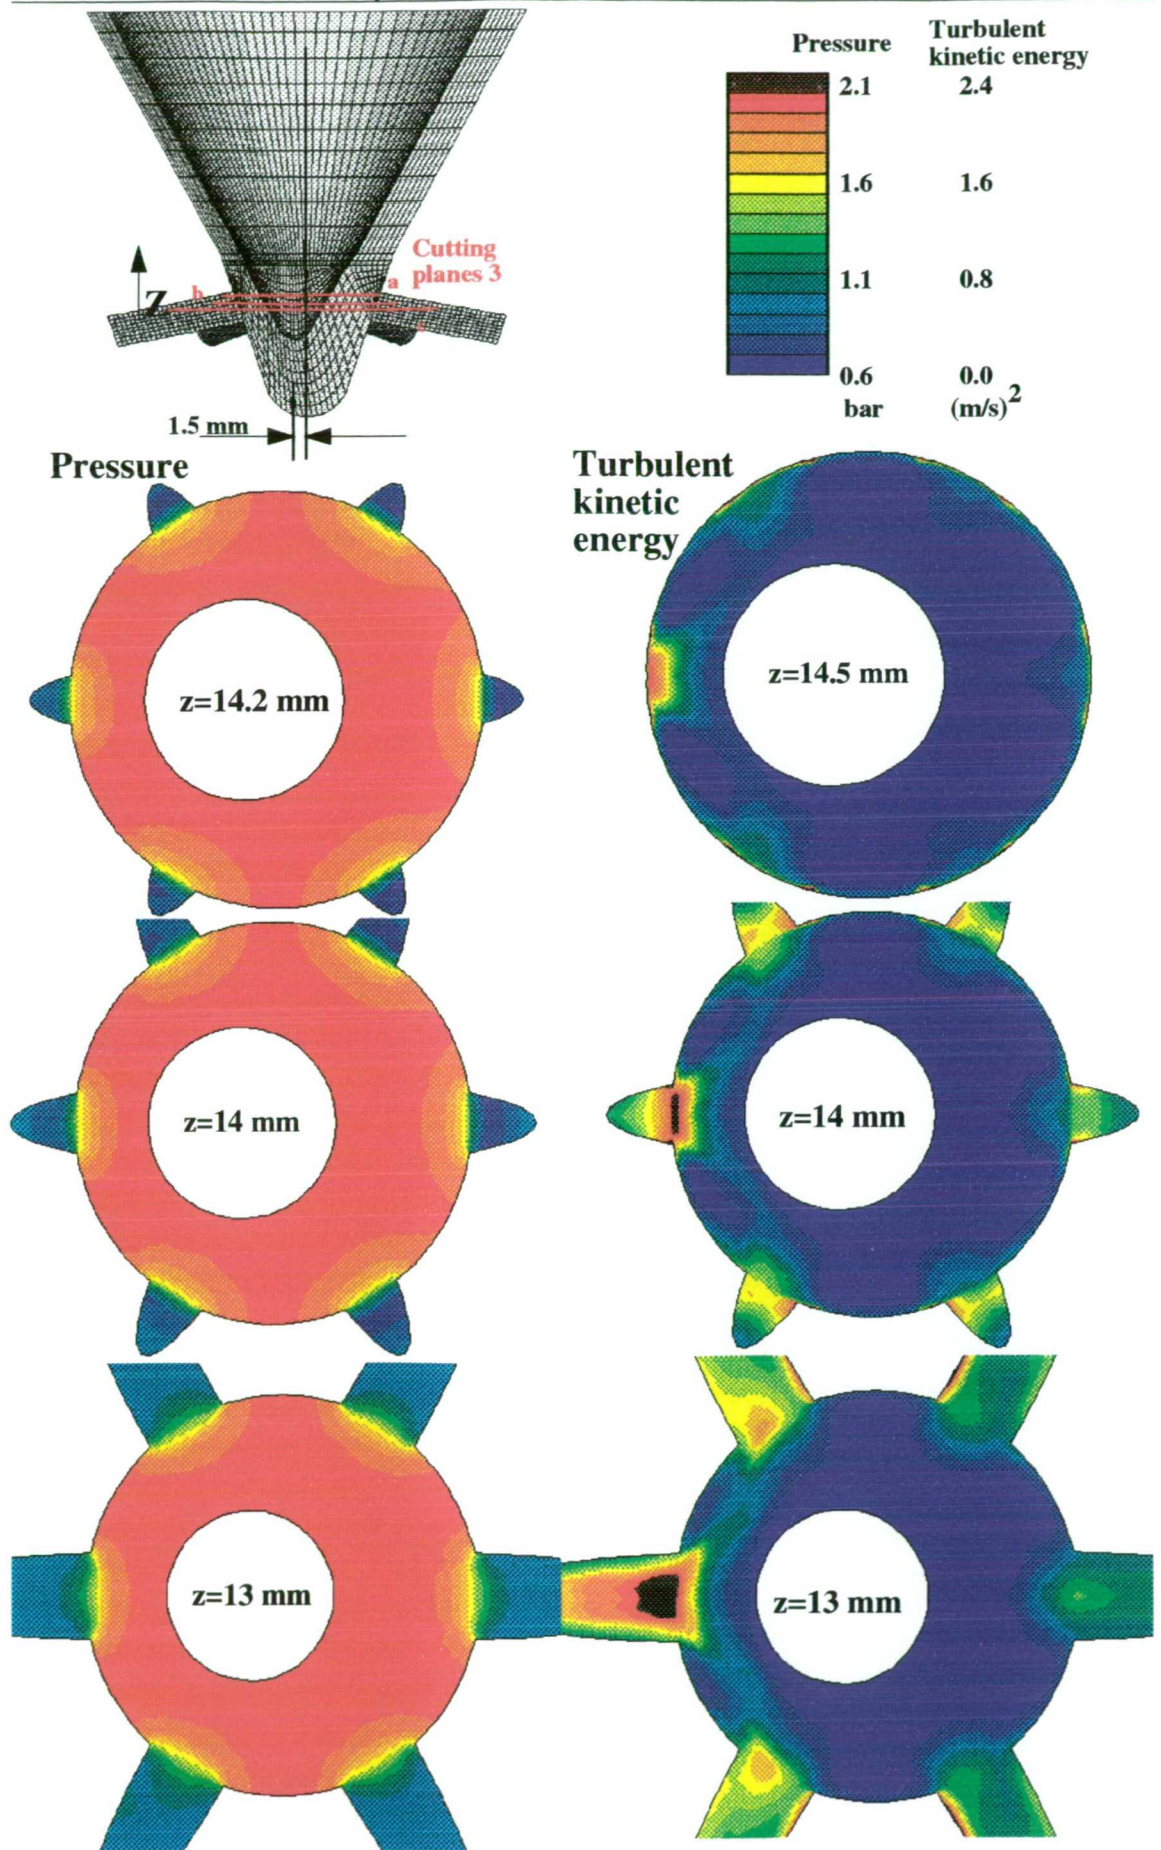 Pressure
Turbulent
kinetic energy
2.1 2.4
1.6 1.6
1.1 0.8
0.6 0.0
bar (m/s)2
Cutting
planes 3
a
b
Z
1.5 mm
Pressure
Turbulent
kinetic
energy
z=14.2 mm
z=14.5 mm
z=14 mm
z=14 mm
z=13 mm
z=13 mm